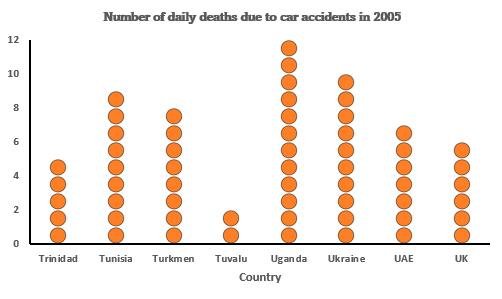 Number of daily deaths due to car accidents in 2005
12
10
8
6
4
2
0
Trinidad Tunisia Turkmen Tuvalu Uganda Ukraine UAE UK
Country